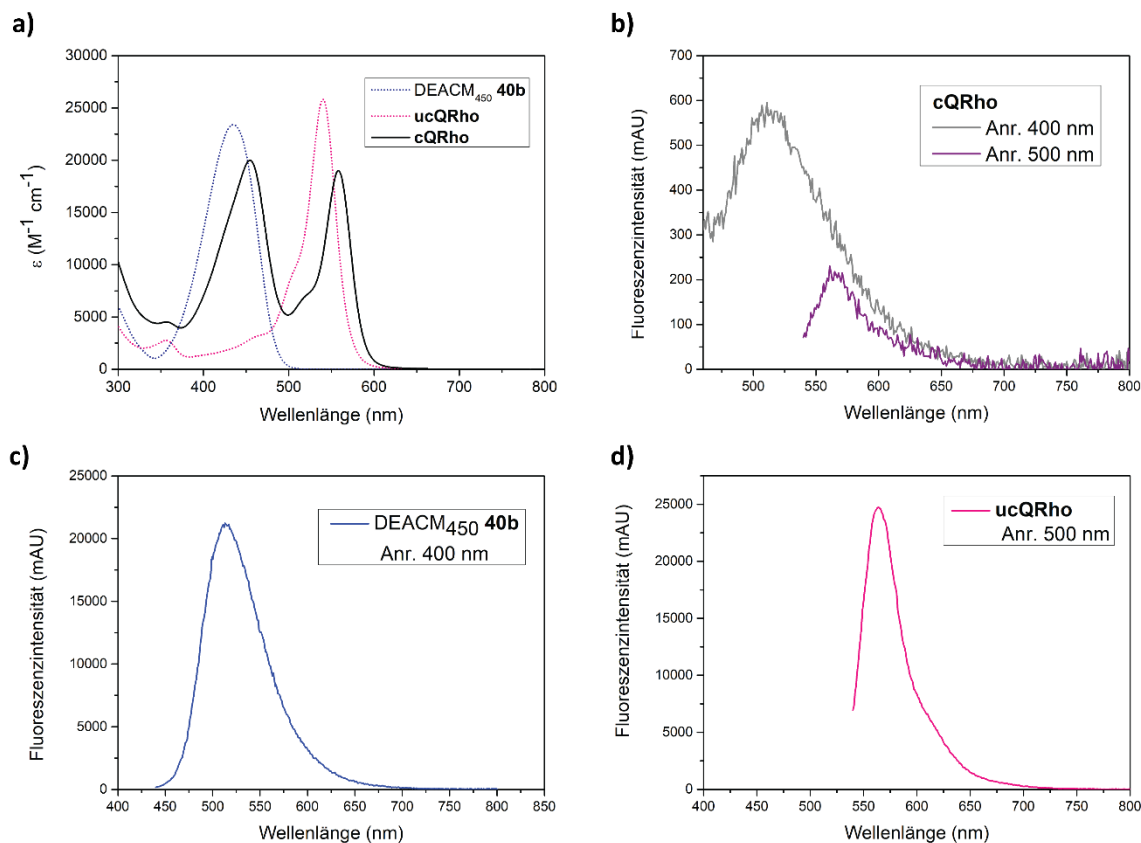 a)
ε (M⁻¹ cm⁻¹)
30000
25000
20000
15000
10000
5000
0
300 400 500 600 700 800
Wellenlänge (nm)
DEACM₄₅₀ 40b
ucQRho
cQRho
b)
Fluoreszenzintensität (mAU)
700
600
500
400
300
200
100
0
500 550 600 650 700 750 800
Wellenlänge (nm)
cQRho
Anr. 400 nm
Anr. 500 nm
c)
Fluoreszenzintensität (mAU)
25000
20000
15000
10000
5000
0
400 450 500 550 600 650 700 750 800 850
Wellenlänge (nm)
DEACM₄₅₀ 40b
Anr. 400 nm
d)
Fluoreszenzintensität (mAU)
25000
20000
15000
10000
5000
0
400 450 500 550 600 650 700 750 800
Wellenlänge (nm)
ucQRho
Anr. 500 nm